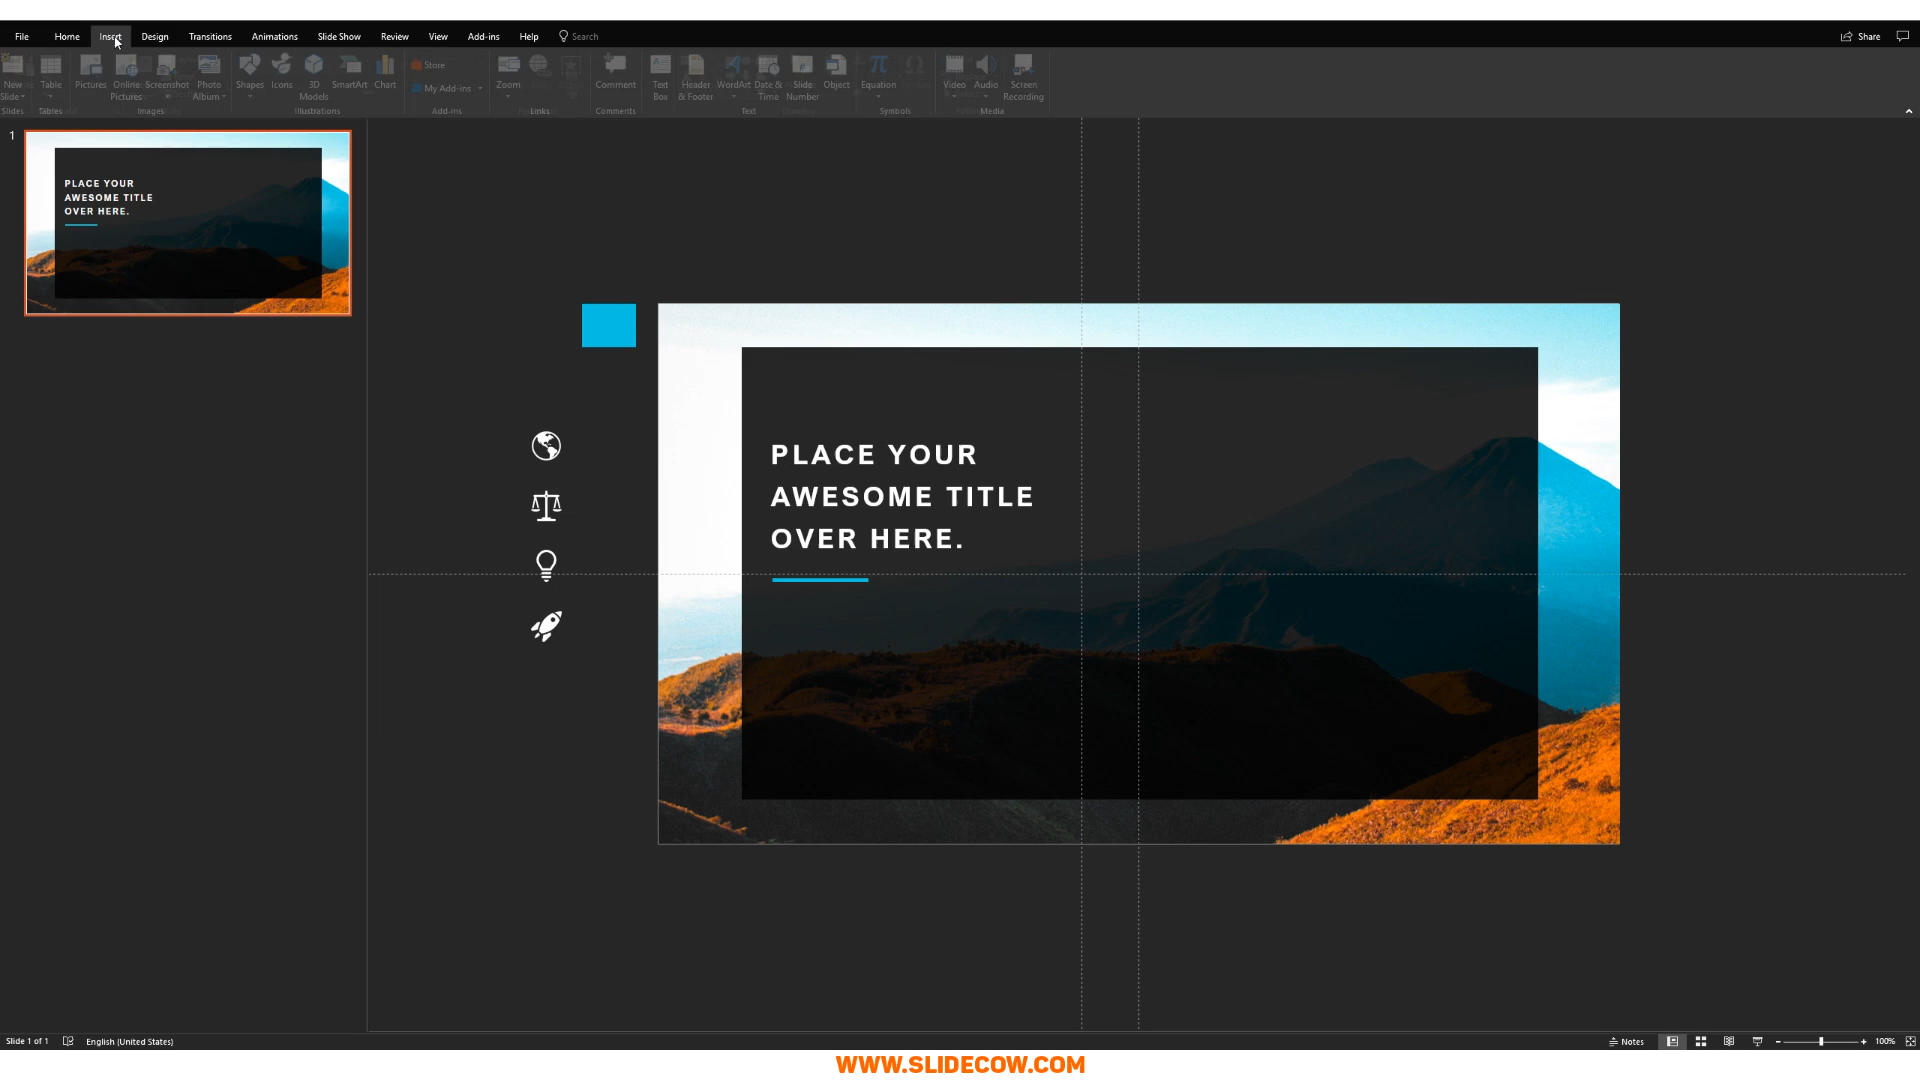 File Home Insert Design Transitions Animations Slide Show Review View Add-ins Help Search Share
New Slide Table Pictures Online Pictures Screenshot Photo Album Shapes Icons 3D Models SmartArt Chart Store My Add-ins Zoom Comment Text Box Header & Footer WordArt Date & Time Slide Number Object Equation Video Audio Screen Recording
Slides Tables Images Illustrations Add-ins Links Comments Text Symbols Media
1
PLACE YOUR
AWESOME TITLE
OVER HERE.
PLACE YOUR
AWESOME TITLE
OVER HERE.
Slide 1 of 1 English (United States) Notes 100%
WWW.SLIDECOW.COM